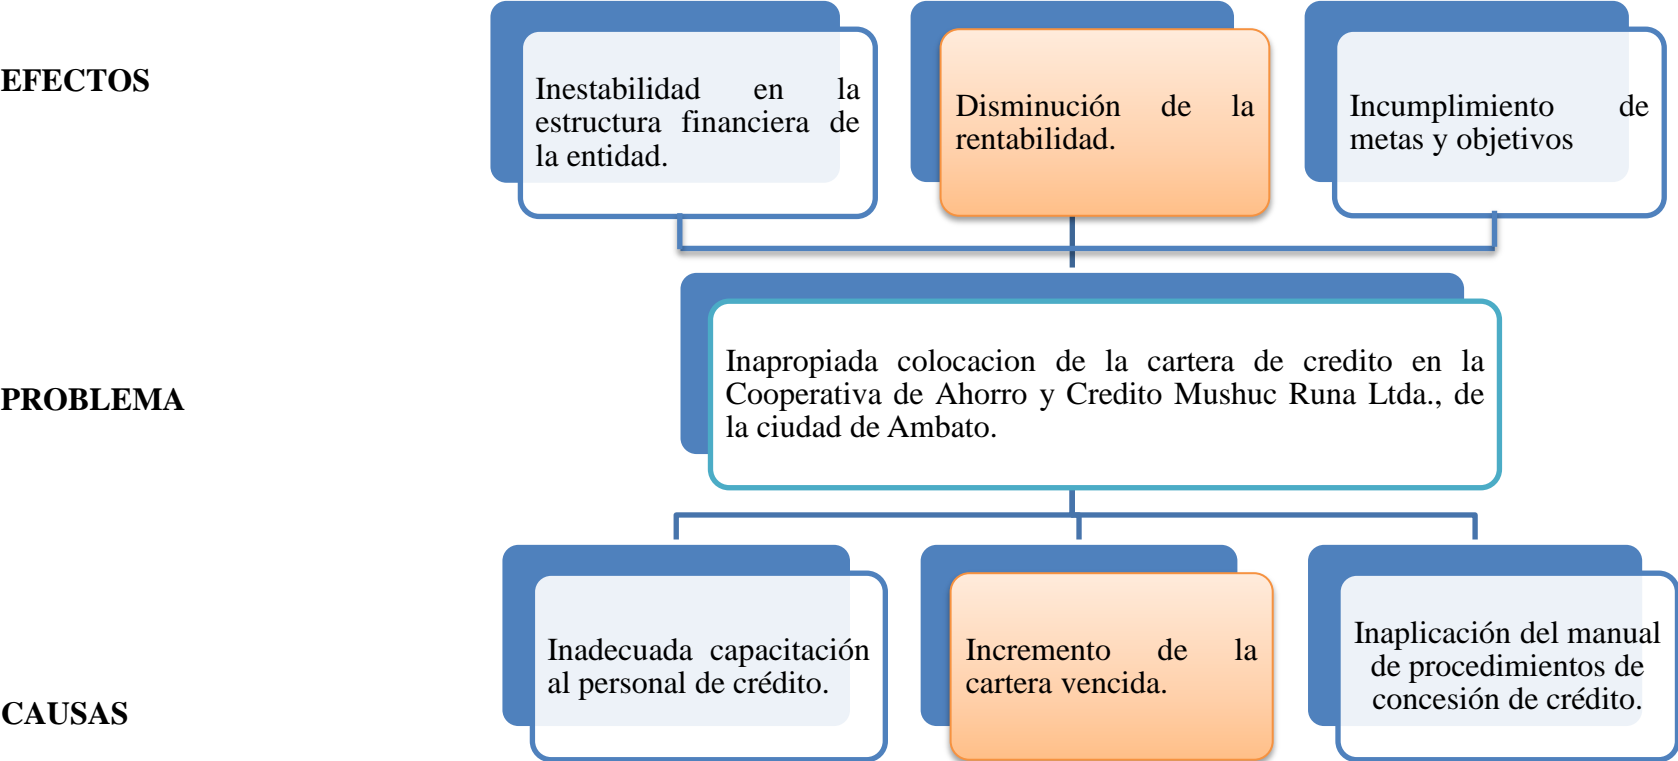 EFECTOS
Inestabilidad en la
estructura financiera de
la entidad.
Disminución de la
rentabilidad.
Incumplimiento de
metas y objetivos
PROBLEMA
Inapropiada colocacion de la cartera de credito en la
Cooperativa de Ahorro y Credito Mushuc Runa Ltda., de
la ciudad de Ambato.
CAUSAS
Inadecuada capacitación
al personal de crédito.
Incremento de la
cartera vencida.
Inaplicación del manual
de procedimientos de
concesión de crédito.